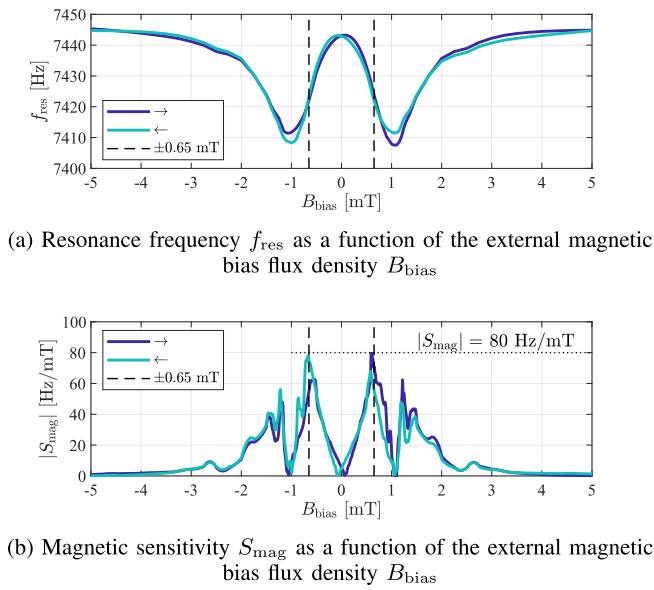 7450
7440
7430
7420
7410
7400
f_res [Hz]
→
←
±0.65 mT
-5 -4 -3 -2 -1 0 1 2 3 4 5
B_bias [mT]
(a) Resonance frequency f_res as a function of the external magnetic
bias flux density B_bias
100
80
60
40
20
0
|S_mag| [Hz/mT]
→
←
±0.65 mT
|S_mag| = 80 Hz/mT
-5 -4 -3 -2 -1 0 1 2 3 4 5
B_bias [mT]
(b) Magnetic sensitivity S_mag as a function of the external magnetic
bias flux density B_bias